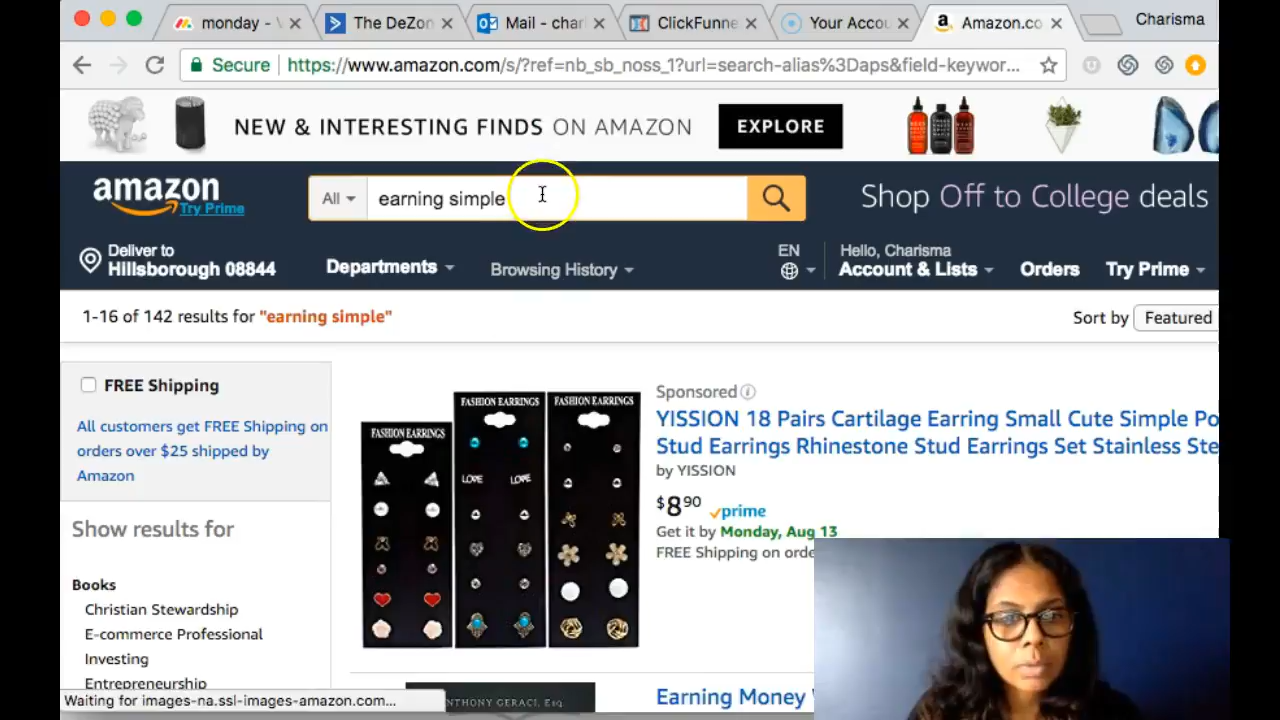 monday - The DeZon Mail - char ClickFunne Your Accou Amazon.co Charisma
Secure https://www.amazon.com/s/?ref=nb_sb_noss_1?url=search-alias%3Daps&field-keywor...
NEW & INTERESTING FINDS ON AMAZON EXPLORE
amazon All earning simple Shop Off to College deals
Try Prime
Deliver to EN Hello, Charisma
Hillsborough 08844 Departments Browsing History Account & Lists Orders Try Prime
1-16 of 142 results for "earning simple" Sort by Featured
FREE Shipping
All customers get FREE Shipping on
orders over $25 shipped by
Amazon
Show results for
Books
Christian Stewardship
E-commerce Professional
Investing
Entrepreneurship
Waiting for images-na.ssl-images-amazon.com...
FASHION EARRINGS FASHION EARRINGS FASHION EARRINGS
LOVE LOVE
Sponsored
YISSION 18 Pairs Cartilage Earring Small Cute Simple Po
Stud Earrings Rhinestone Stud Earrings Set Stainless Ste
by YISSION
$8 90 prime
Get it by Monday, Aug 13
FREE Shipping on orde
NTHONY GERACI, ESQ.
Earning Money